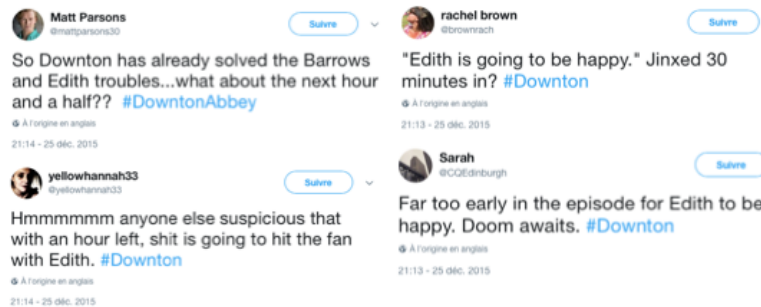 Matt Parsons
@mattparsons30
Suivre
So Downton has already solved the Barrows
and Edith troubles...what about the next hour
and a half?? #DowntonAbbey
À l'origine en anglais
21:14 - 25 déc. 2015
yellowhannah33
@yellowhannah33
Suivre
Hmmmmmm anyone else suspicious that
with an hour left, shit is going to hit the fan
with Edith. #Downton
À l'origine en anglais
21:14 - 25 déc. 2015
rachel brown
@brownrach
Suivre
"Edith is going to be happy." Jinxed 30
minutes in? #Downton
À l'origine en anglais
21:13 - 25 déc. 2015
Sarah
@CQEdinburgh
Suivre
Far too early in the episode for Edith to be
happy. Doom awaits. #Downton
À l'origine en anglais
21:13 - 25 déc. 2015